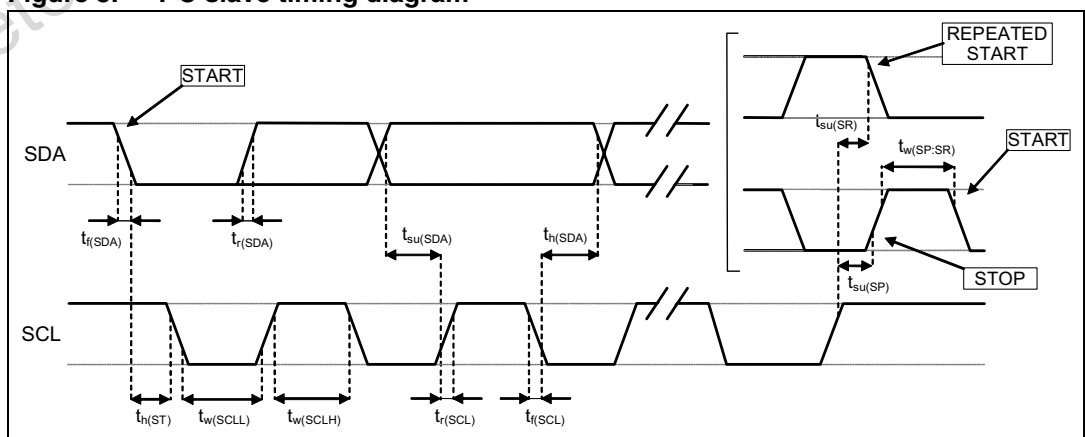 REPEATED
START
START
SDA
t_su(SR)
t_w(SP:SR)
START
t_f(SDA)
t_r(SDA)
t_su(SDA)
t_h(SDA)
t_su(SP)
STOP
SCL
t_h(ST)
t_w(SCLL)
t_w(SCLH)
t_r(SCL)
t_f(SCL)